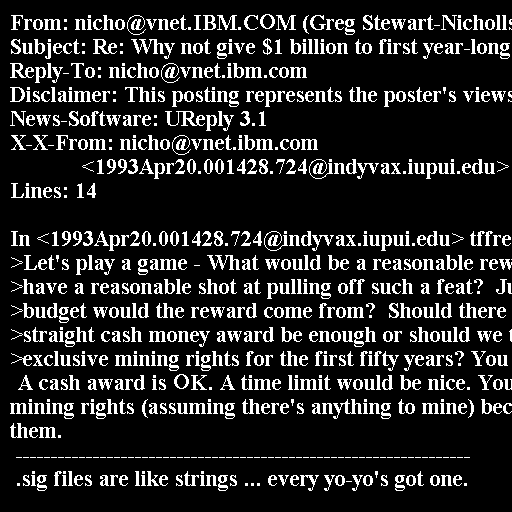 From: nicho@vnet.IBM.COM (Greg Stewart-Nicholls
Subject: Re: Why not give $1 billion to first year-long
Reply-To: nicho@vnet.ibm.com
Disclaimer: This posting represents the poster's views
News-Software: UReply 3.1
X-X-From: nicho@vnet.ibm.com
<1993Apr20.001428.724@indyvax.iupui.edu>
Lines: 14
In <1993Apr20.001428.724@indyvax.iupui.edu> tffre
>Let's play a game - What would be a reasonable rew
>have a reasonable shot at pulling off such a feat?  Ju
>budget would the reward come from?  Should there
>straight cash money award be enough or should we t
>exclusive mining rights for the first fifty years? You
A cash award is OK. A time limit would be nice. You
mining rights (assuming there's anything to mine) bec
them.
-----------------------------------------------------------------
.sig files are like strings ... every yo-yo's got one.